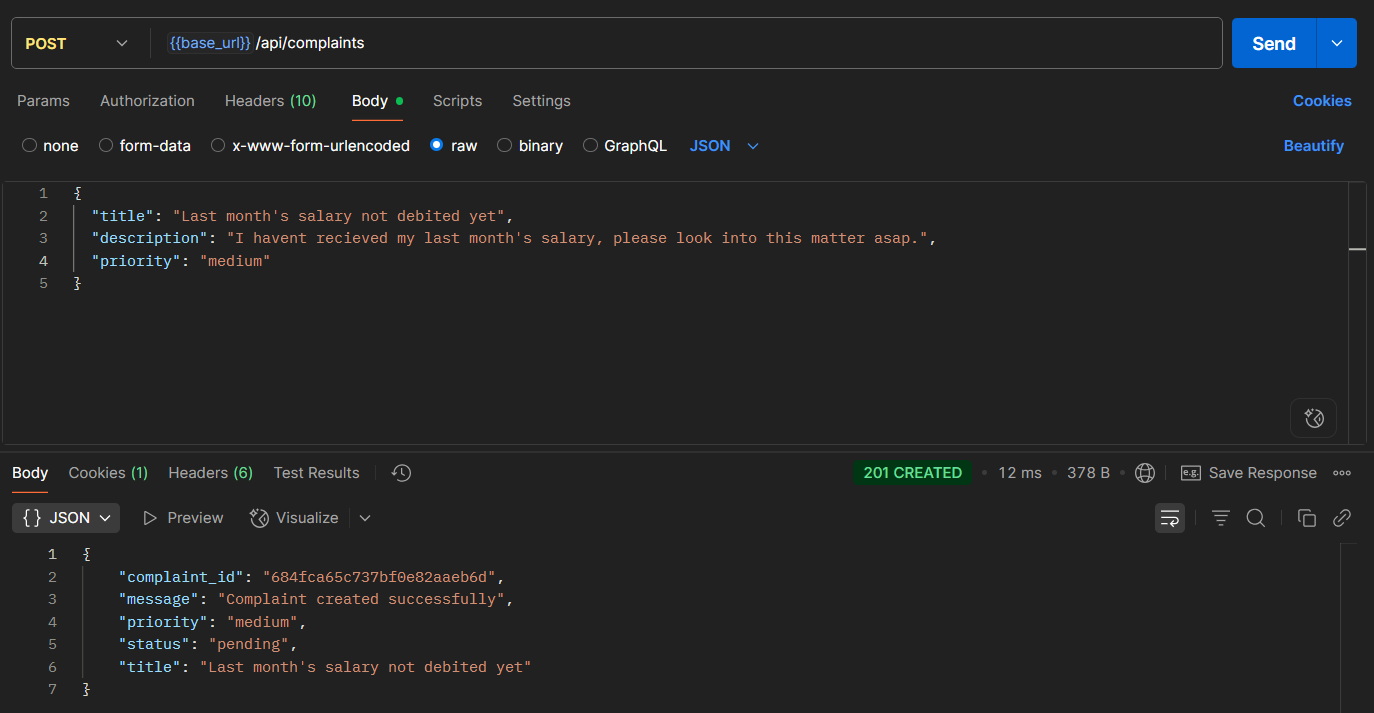 POST {{base_url}} /api/complaints Send
Params Authorization Headers (10) Body Scripts Settings Cookies
none form-data x-www-form-urlencoded raw binary GraphQL JSON Beautify
1 {
2 "title": "Last month's salary not debited yet",
3 "description": "I havent recieved my last month's salary, please look into this matter asap.",
4 "priority": "medium"
5 }
Body Cookies (1) Headers (6) Test Results 201 CREATED • 12 ms • 378 B • e.g. Save Response
{} JSON Preview Visualize
1 {
2 "complaint_id": "684fca65c737bf0e82aaeb6d",
3 "message": "Complaint created successfully",
4 "priority": "medium",
5 "status": "pending",
6 "title": "Last month's salary not debited yet"
7 }